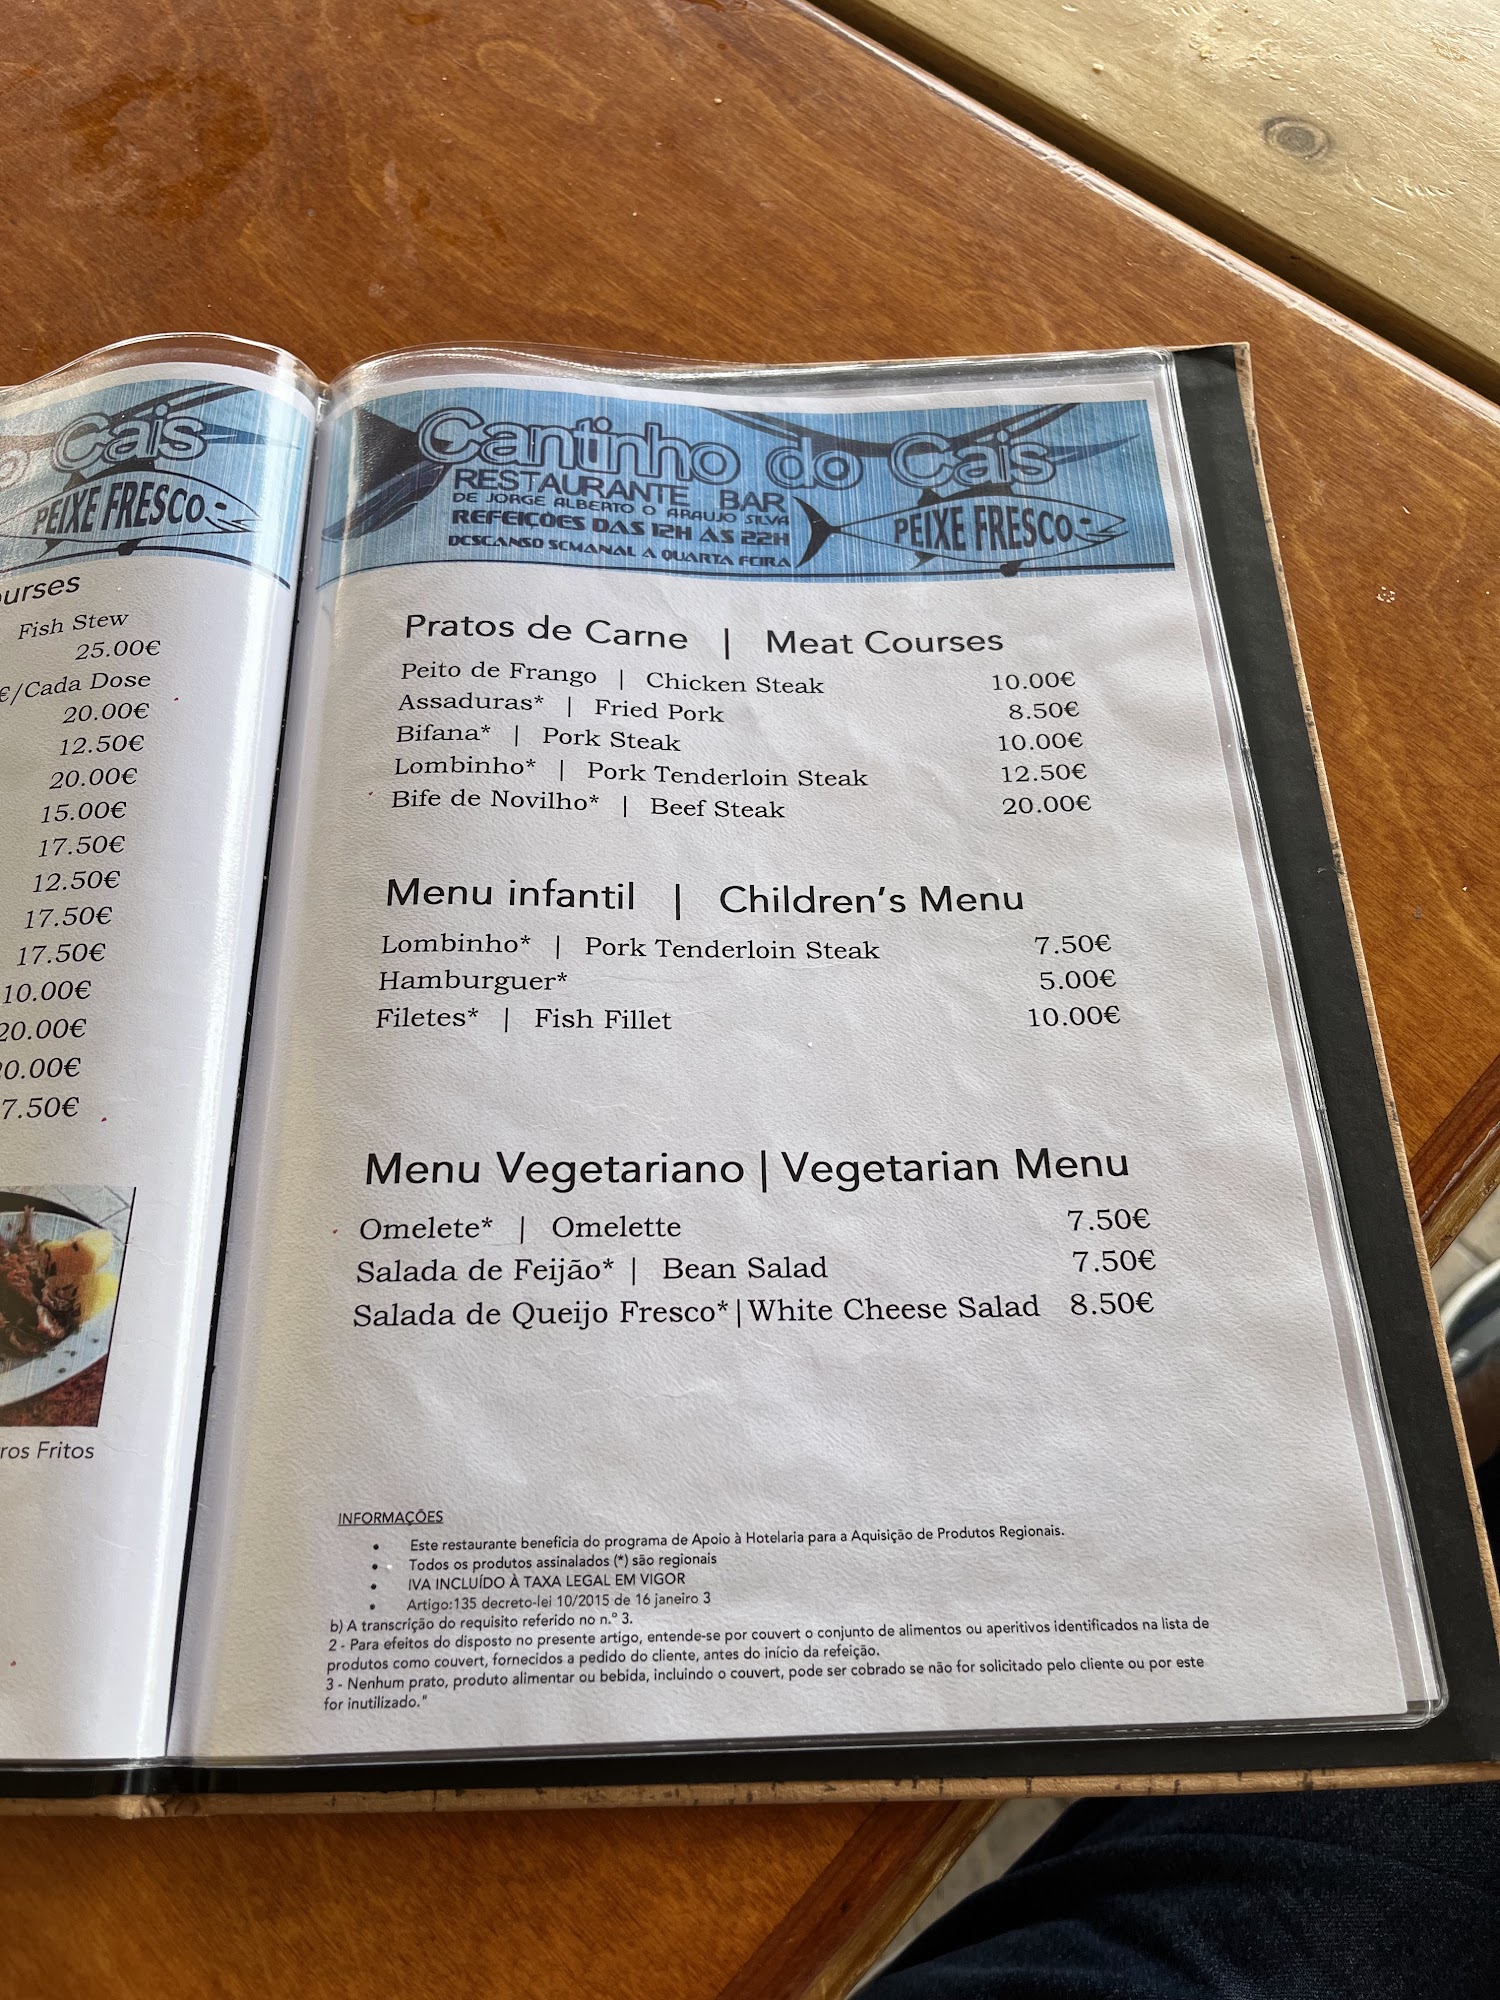 Cais
PEIXE FRESCO
Fish Stew
25.00€
€/Cada Dose
20.00€
12.50€
20.00€
15.00€
17.50€
12.50€
17.50€
17.50€
10.00€
7.50€
ros Fritos
Cantinho do Cais
RESTAURANTE BAR
DE JORGE ALBERTO O ARAUJO SILVA
REFEIÇÕES DAS 12H AS 22H
DESCANSO SEMANAL A QUARTA FEIRA
PEIXE FRESCO
Pratos de Carne | Meat Courses
Peito de Frango | Chicken Steak 10.00€
Assaduras* | Fried Pork 8.50€
Bifana* | Pork Steak 10.00€
Lombinho* | Pork Tenderloin Steak 12.50€
Bife de Novilho* | Beef Steak 20.00€
Menu infantil | Children's Menu
Lombinho* | Pork Tenderloin Steak 7.50€
Hamburguer* 5.00€
Filetes* | Fish Fillet 10.00€
Menu Vegetariano | Vegetarian Menu
Omelete* | Omelette 7.50€
Salada de Feijão* | Bean Salad 7.50€
Salada de Queijo Fresco*|White Cheese Salad 8.50€
INFORMAÇÕES
• Este restaurante beneficia do programa de Apoio à Hotelaria para a Aquisição de Produtos Regionais.
• Todos os produtos assinalados (*) são regionais
• IVA INCLUÍDO À TAXA LEGAL EM VIGOR
• Artigo:135 decreto-lei 10/2015 de 16 janeiro 3
b) A transcrição do requisito referido no n.º 3.
2 - Para efeitos do disposto no presente artigo, entende-se por couvert o conjunto de alimentos ou aperitivos identificados na lista de
produtos como couvert, fornecidos a pedido do cliente, antes do início da refeição.
3 - Nenhum prato, produto alimentar ou bebida, incluindo o couvert, pode ser cobrado se não for solicitado pelo cliente ou por este
for inutilizado."